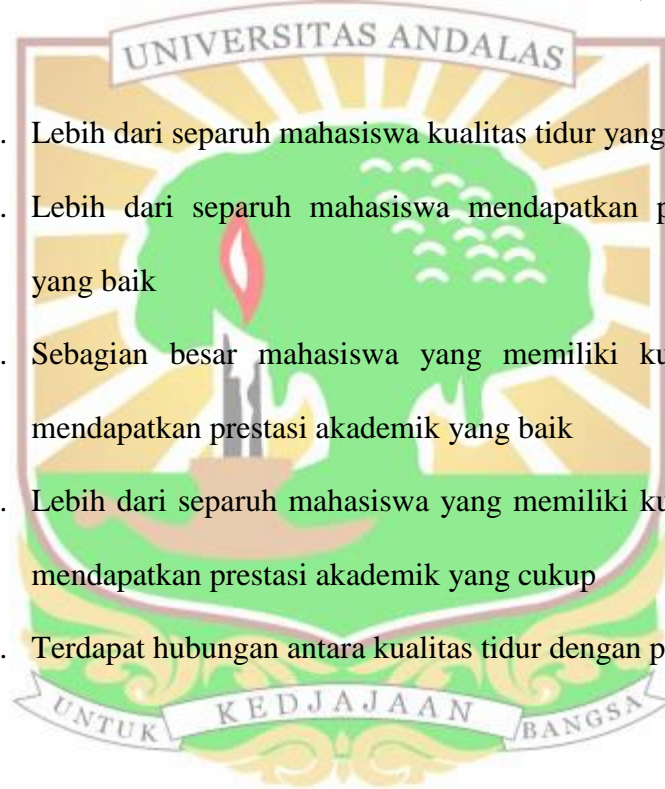 UNIVERSITAS ANDALAS
. Lebih dari separuh mahasiswa kualitas tidur yang
. Lebih dari separuh mahasiswa mendapatkan p
yang baik
. Sebagian besar mahasiswa yang memiliki ku
mendapatkan prestasi akademik yang baik
. Lebih dari separuh mahasiswa yang memiliki ku
mendapatkan prestasi akademik yang cukup
. Terdapat hubungan antara kualitas tidur dengan p
UNTUK KEDJAJAAN BANGSA